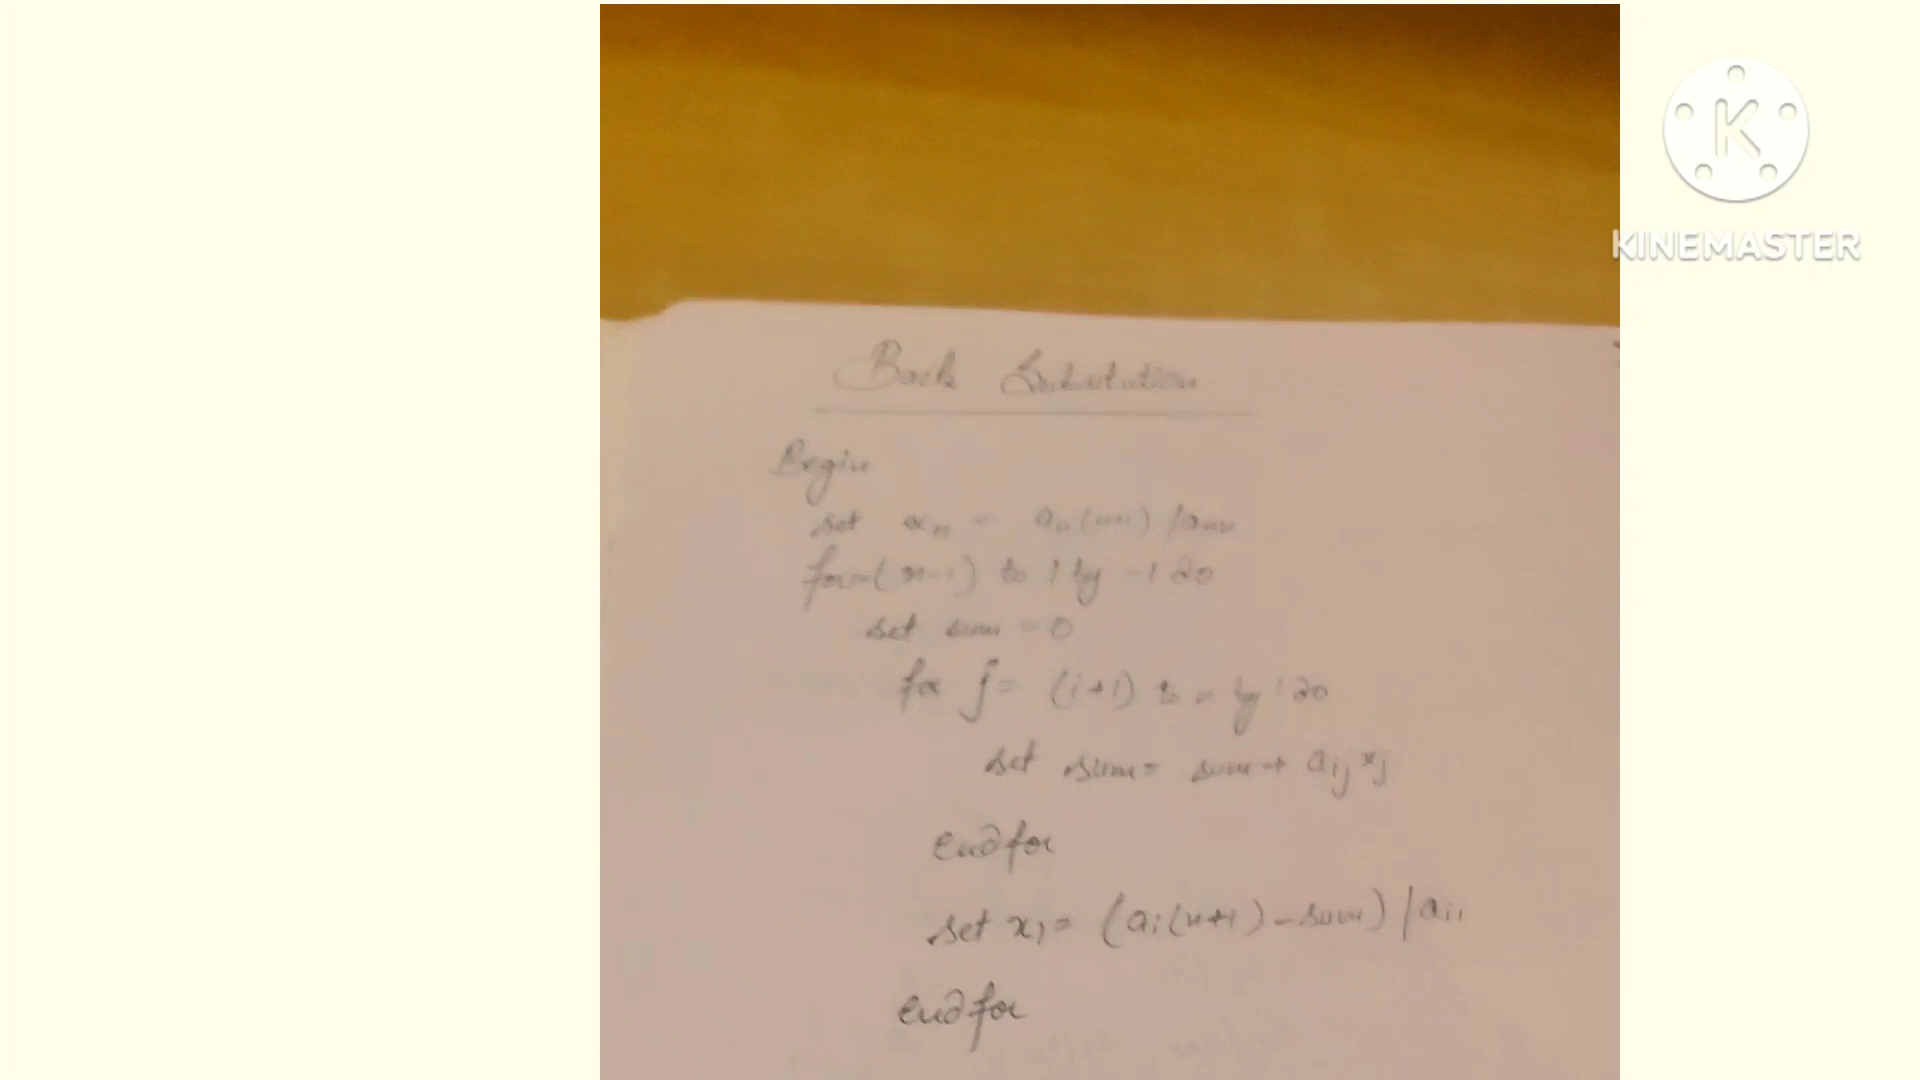 Back Substution
Begin
set xn = an(n+1) /ann
for=(n-1) to 1 by -1 do
set sum = 0
for j= (i+1) to n by 1 do
set sum= sum+ aij xj
endfor
set xi= (ai(n+1)-sum) /aii
endfor
KINEMASTER